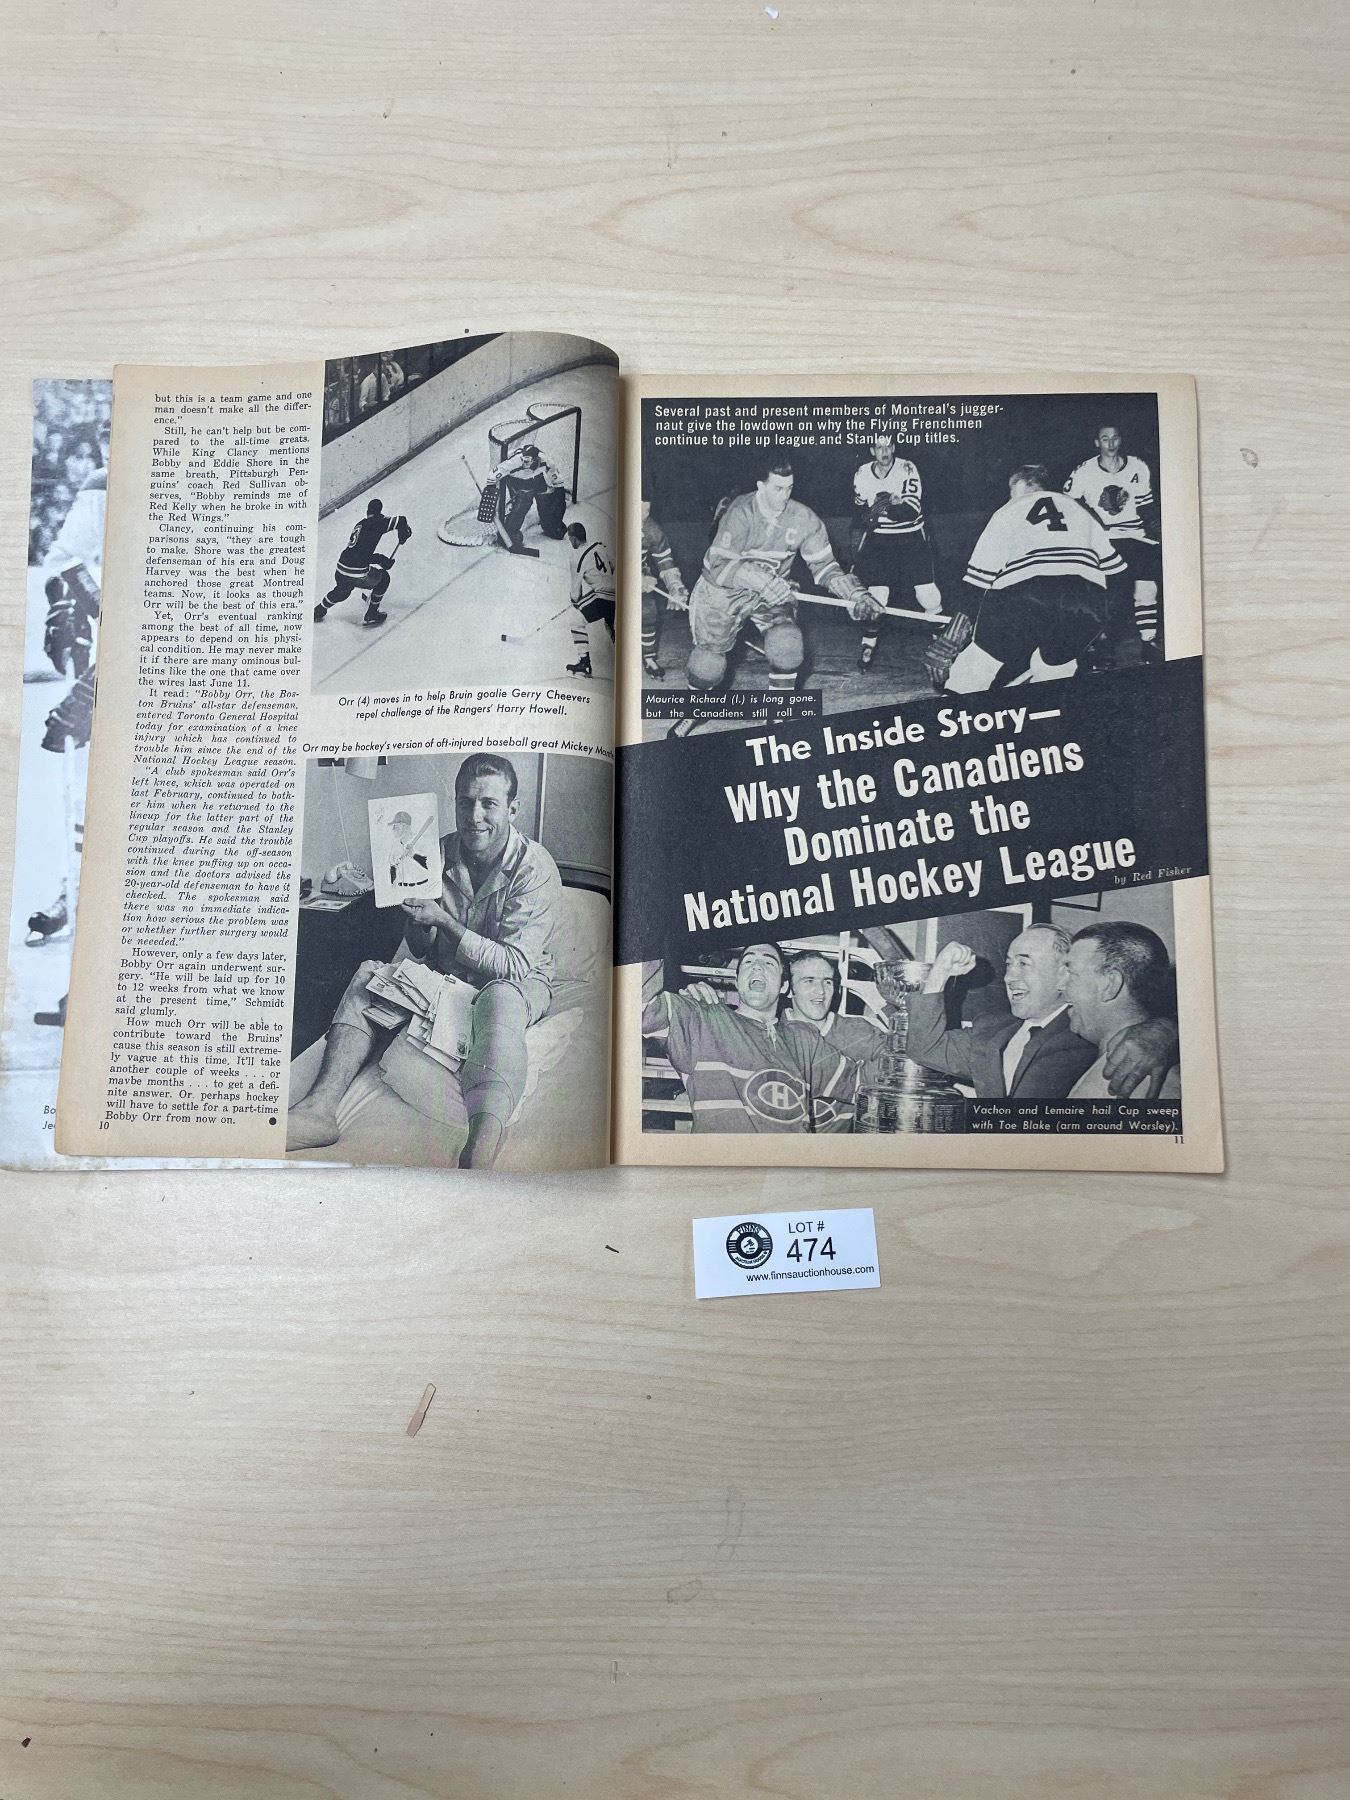 but this is a team game and one
man doesn't make all the differ-
ence."
Still, he can't help but be com-
pared to the all-time greats.
While King Clancy mentions
Bobby and Eddie Shore in the
same breath, Pittsburgh Pen-
guins' coach Red Sullivan ob-
serves, "Bobby reminds me of
Red Kelly when he broke in with
the Red Wings."
Clancy, continuing his com-
parisons says, "they are tough
to make. Shore was the greatest
defenseman of his era and Doug
Harvey was the best when he
anchored those great Montreal
teams. Now, it looks as though
Orr will be the best of this era."
Yet, Orr's eventual ranking
among the best of all time, now
appears to depend on his physi-
cal condition. He may never make
it if there are many ominous bul-
letins like the one that came over
the wires last June 11.
It read: "Bobby Orr, the Bos-
ton Bruins' all-star defenseman,
entered Toronto General Hospital
today for examination of a knee
injury which has continued to
trouble him since the end of the
National Hockey League season.
"A club spokesman said Orr's
left knee, which was operated on
last February, continued to both-
er him when he returned to the
lineup for the latter part of the
regular season and the Stanley
Cup playoffs. He said the trouble
continued during the off-season
with the knee puffing up on occa-
sion and the doctors advised the
20-year-old defenseman to have it
checked. The spokesman said
there was no immediate indica-
tion how serious the problem was
or whether further surgery would
be neeeded."
However, only a few days later,
Bobby Orr again underwent sur-
gery. "He will be laid up for 10
to 12 weeks from what we know
at the present time," Schmidt
said glumly.
How much Orr will be able to
contribute toward the Bruins'
cause this season is still extreme-
ly vague at this time. It'll take
another couple of weeks . . . or
maybe months . . . to get a defi-
nite answer. Or. perhaps hockey
will have to settle for a part-time
Bobby Orr from now on.
10
Orr (4) moves in to help Bruin goalie Gerry Cheevers
repel challenge of the Rangers' Harry Howell.
Orr may be hockey's version of oft-injured baseball great Mickey Mant
Bo
Je
Several past and present members of Montreal's jugger-
naut give the lowdown on why the Flying Frenchmen
continue to pile up league and Stanley Cup titles.
15
4
A
C
4
Maurice Richard (l.) is long gone.
but the Canadiens still roll on.
The Inside Story—
Why the Canadiens
Dominate the
National Hockey League
by Red Fisher
Vachon and Lemaire hail Cup sweep
with Toe Blake (arm around Worsley).
11
FINNS
LOT #
474
www.finnsauctionhouse.com